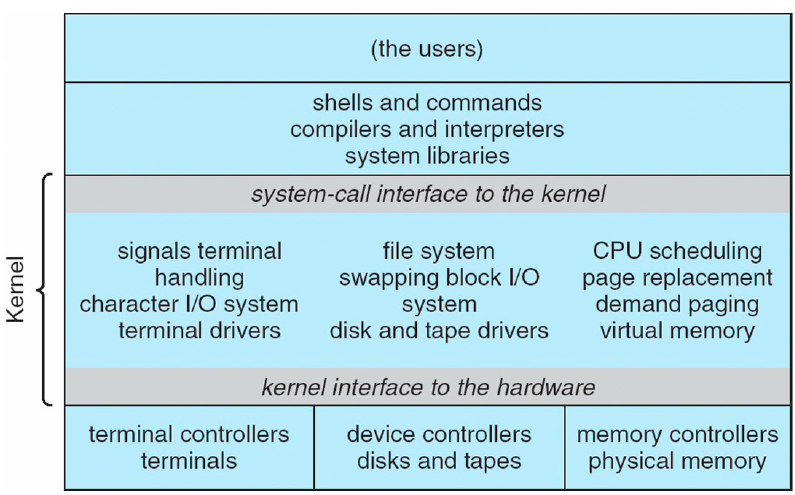 (the users)
shells and commands
compilers and interpreters
system libraries
Kernel
system-call interface to the kernel
signals terminal
handling
character I/O system
terminal drivers
file system
swapping block I/O
system
disk and tape drivers
CPU scheduling
page replacement
demand paging
virtual memory
kernel interface to the hardware
terminal controllers
terminals
device controllers
disks and tapes
memory controllers
physical memory